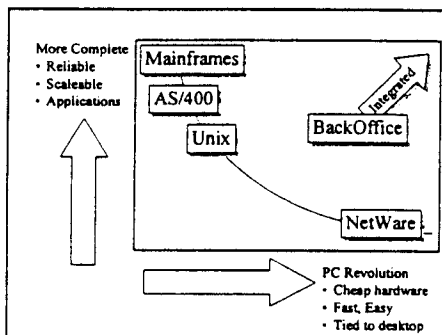 More Complete
• Reliable
• Scaleable
• Applications
Mainframes
AS/400
Unix
Integrated
BackOffice
NetWare
PC Revolution
• Cheap hardware
• Fast, Easy
• Tied to desktop